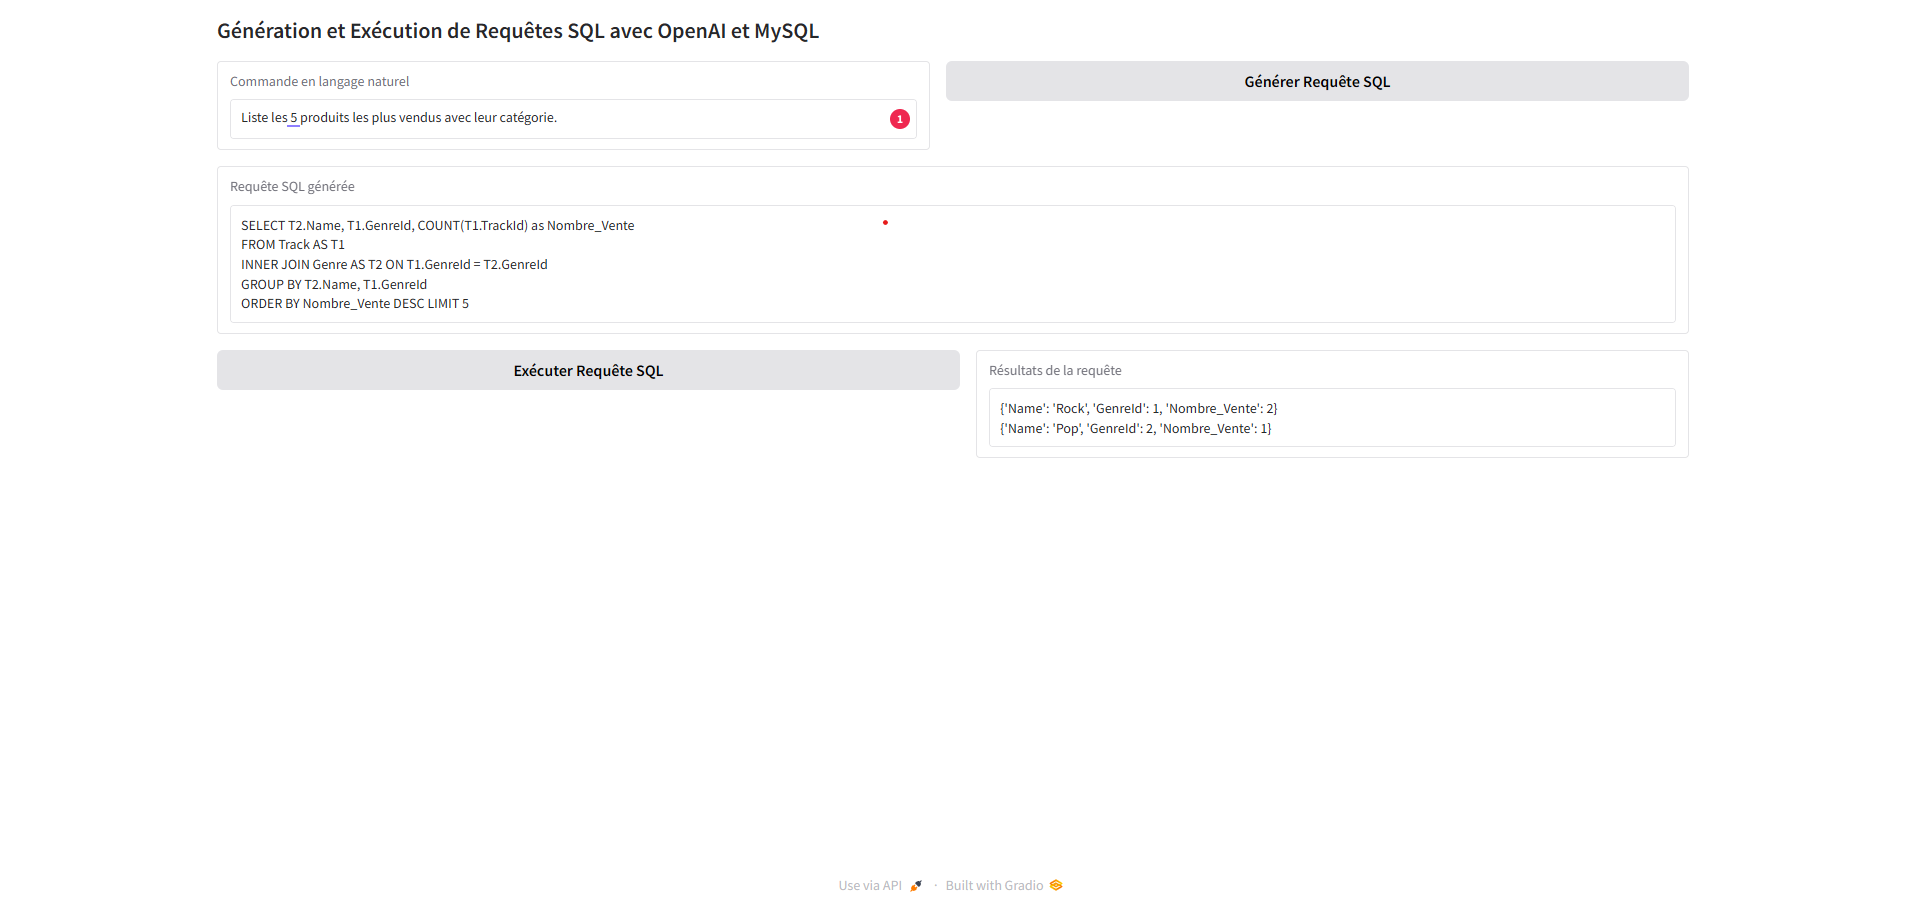 Génération et Exécution de Requêtes SQL avec OpenAI et MySQL
Commande en langage naturel
Générer Requête SQL
Liste les 5 produits les plus vendus avec leur catégorie.
1
Requête SQL générée
SELECT T2.Name, T1.GenreId, COUNT(T1.TrackId) as Nombre_Vente
FROM Track AS T1
INNER JOIN Genre AS T2 ON T1.GenreId = T2.GenreId
GROUP BY T2.Name, T1.GenreId
ORDER BY Nombre_Vente DESC LIMIT 5
Exécuter Requête SQL
Résultats de la requête
{'Name': 'Rock', 'GenreId': 1, 'Nombre_Vente': 2}
{'Name': 'Pop', 'GenreId': 2, 'Nombre_Vente': 1}
Use via API · Built with Gradio